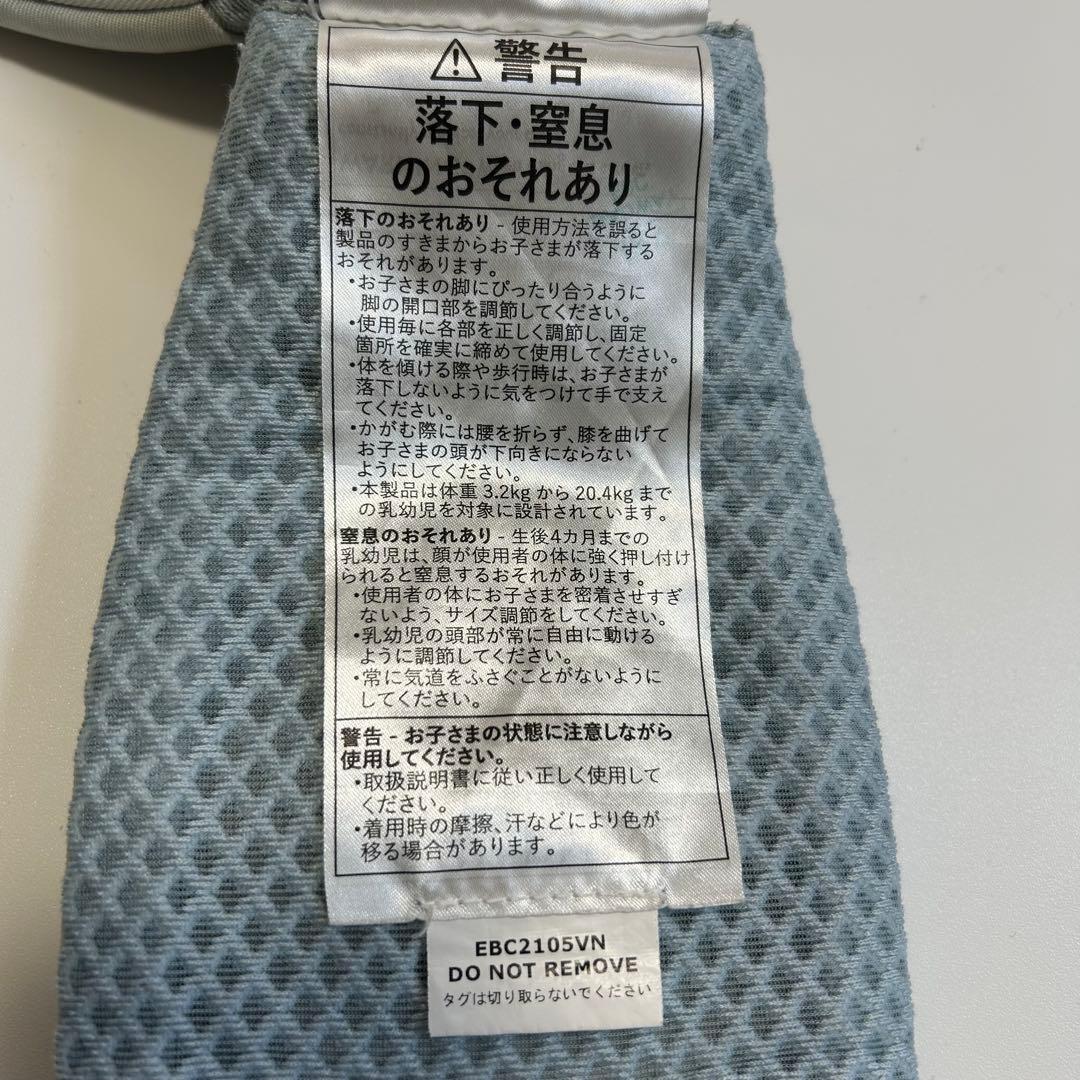 ⚠警告
落下・窒息
のおそれあり
落下のおそれあり - 使用方法を誤ると
製品のすきまからお子さまが落下する
おそれがあります。
・お子さまの脚にぴったり合うように
脚の開口部を調節してください。
・使用毎に各部を正しく調節し、固定
箇所を確実に締めて使用してください。
・体を傾ける際や歩行時は、お子さまが
落下しないように気をつけて手で支え
てください。
・かがむ際には腰を折らず、膝を曲げて
お子さまの頭が下向きにならない
ようにしてください。
・本製品は体重 3.2kg から 20.4kg まで
の乳幼児を対象に設計されています。
窒息のおそれあり - 生後4カ月までの
乳幼児は、顔が使用者の体に強く押し付け
られると窒息するおそれがあります。
・使用者の体にお子さまを密着させすぎ
ないよう、サイズ調節をしてください。
・乳幼児の頭部が常に自由に動ける
ように調節してください。
・常に気道をふさぐことがないように
してください。
警告 - お子さまの状態に注意しながら
使用してください。
・取扱説明書に従い正しく使用して
ください。
・着用時の摩擦、汗などにより色が
移る場合があります。
EBC2105VN
DO NOT REMOVE
タグは切り取らないでください